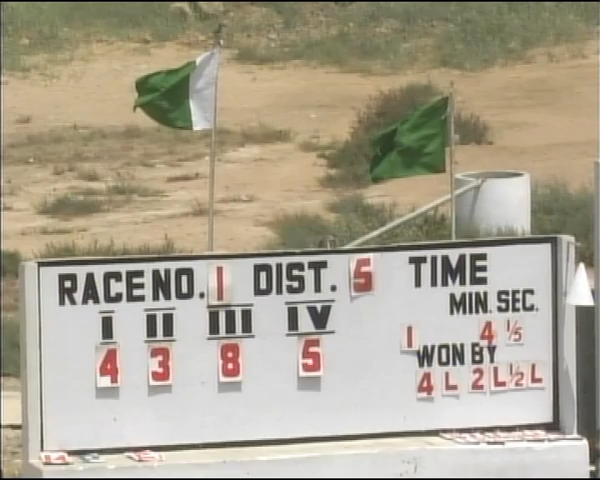 RACE NO. 1 DIST. 5 TIME
MIN. SEC.
I II III IV
1 4 1/5
4 3 8 5
WON BY
4 L 2 L 1/2 L